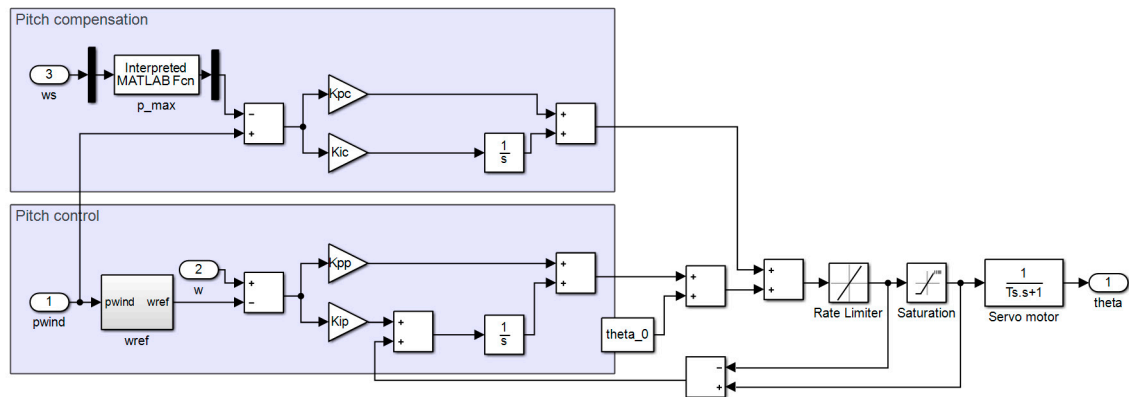 Pitch compensation
3
ws
Interpreted
MATLAB Fcn
p_max
−
+
Kpc
Kic
1
s
+
+
Pitch control
1
pwind
pwind wref
wref
2
w
+
−
Kpp
Kip
+
+
1
s
+
+
theta_0
+
+
+
+
Rate Limiter
Saturation
1
Ts.s+1
Servo motor
1
theta
−
+